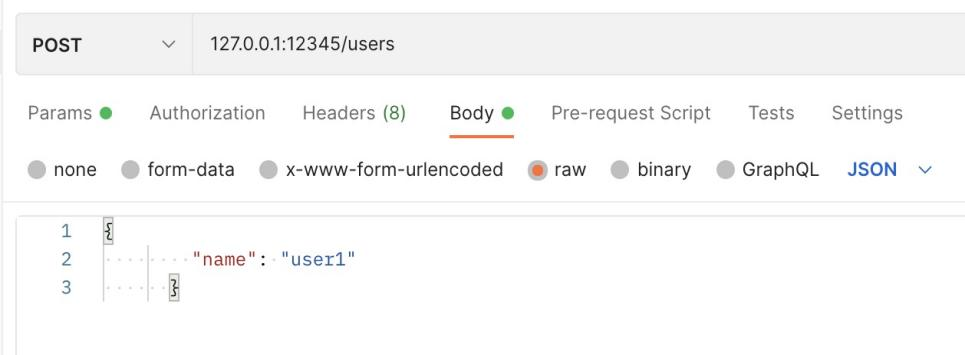 POST 127.0.0.1:12345/users
Params Authorization Headers (8) Body Pre-request Script Tests Settings
none form-data x-www-form-urlencoded raw binary GraphQL JSON
1 {
2 "name": "user1"
3 }